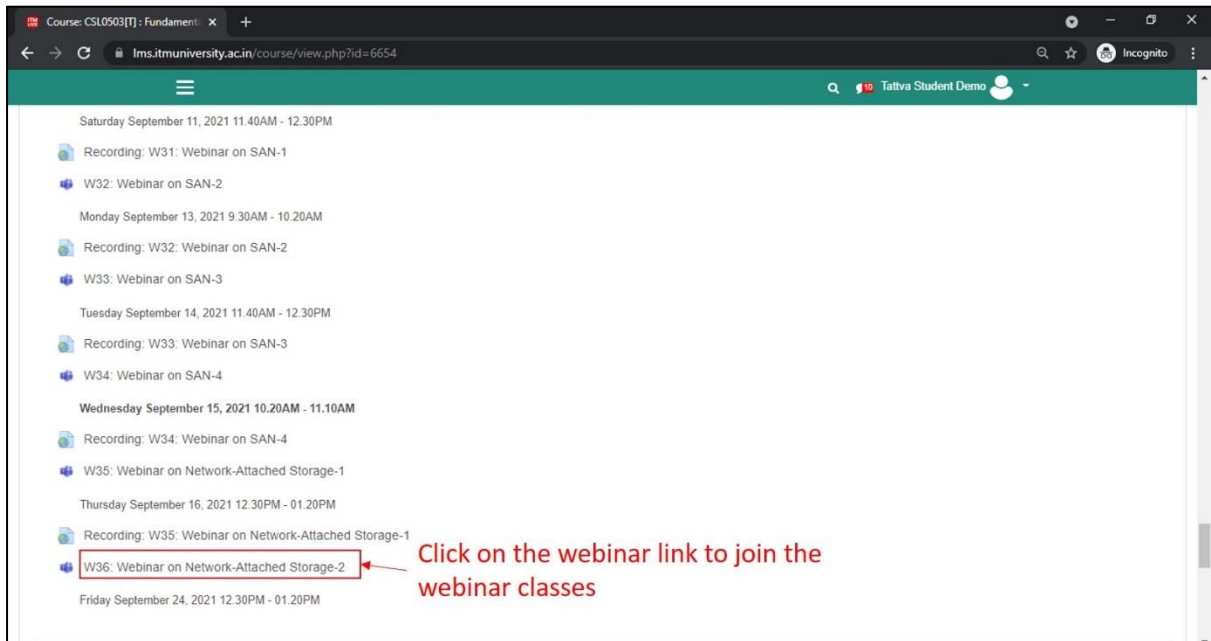 Course: CSL0503[T] : Fundament
lms.itmuniversity.ac.in/course/view.php?id=6654
Incognito
10 Tattva Student Demo
Saturday September 11, 2021 11.40AM - 12.30PM
Recording: W31: Webinar on SAN-1
W32: Webinar on SAN-2
Monday September 13, 2021 9.30AM - 10.20AM
Recording: W32: Webinar on SAN-2
W33: Webinar on SAN-3
Tuesday September 14, 2021 11.40AM - 12.30PM
Recording: W33: Webinar on SAN-3
W34: Webinar on SAN-4
Wednesday September 15, 2021 10.20AM - 11.10AM
Recording: W34: Webinar on SAN-4
W35: Webinar on Network-Attached Storage-1
Thursday September 16, 2021 12.30PM - 01.20PM
Recording: W35: Webinar on Network-Attached Storage-1
W36: Webinar on Network-Attached Storage-2
Click on the webinar link to join the
webinar classes
Friday September 24, 2021 12.30PM - 01.20PM